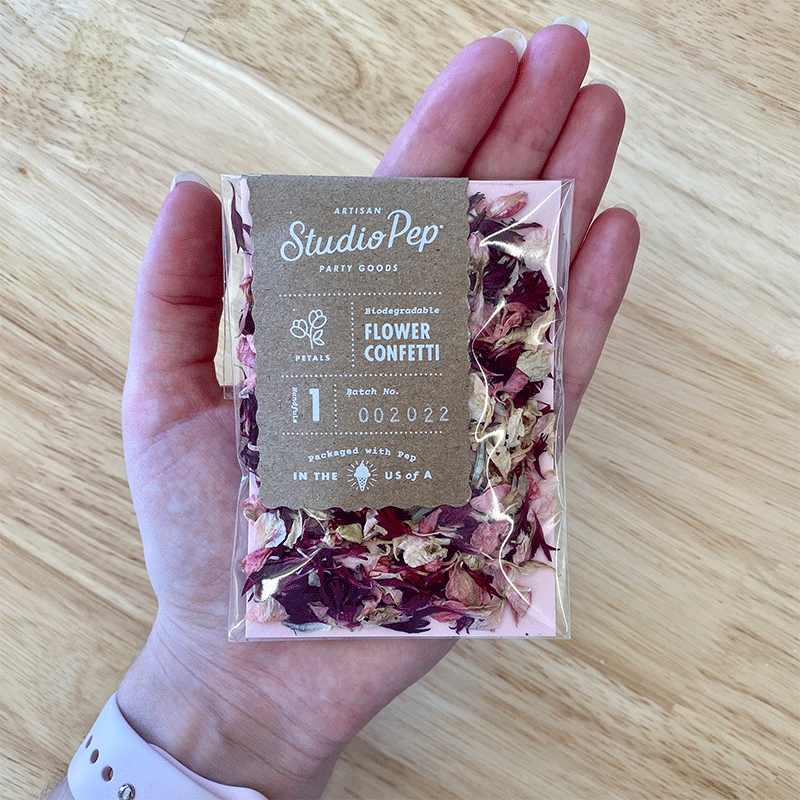 ARTISAN
Studio Pep
PARTY GOODS
Biodegradable
FLOWER
CONFETTI
PETALS
Handfuls
1
Batch No.
002022
Packaged with Pep
IN THE US of A